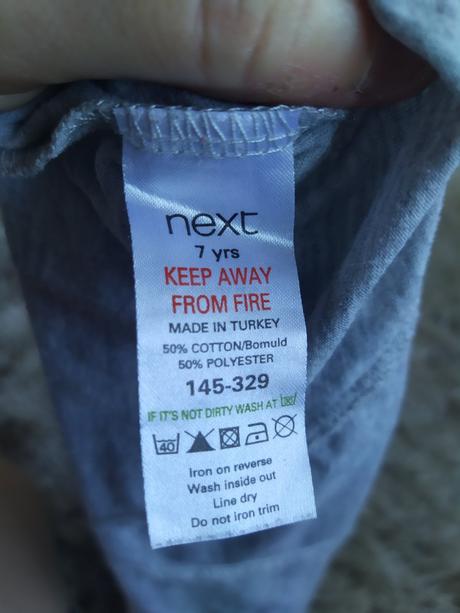 next
7 yrs
KEEP AWAY
FROM FIRE
MADE IN TURKEY
50% COTTON/Bomuld
50% POLYESTER
145-329
IF IT'S NOT DIRTY WASH AT
40
Iron on reverse
Wash inside out
Line dry
Do not iron trim